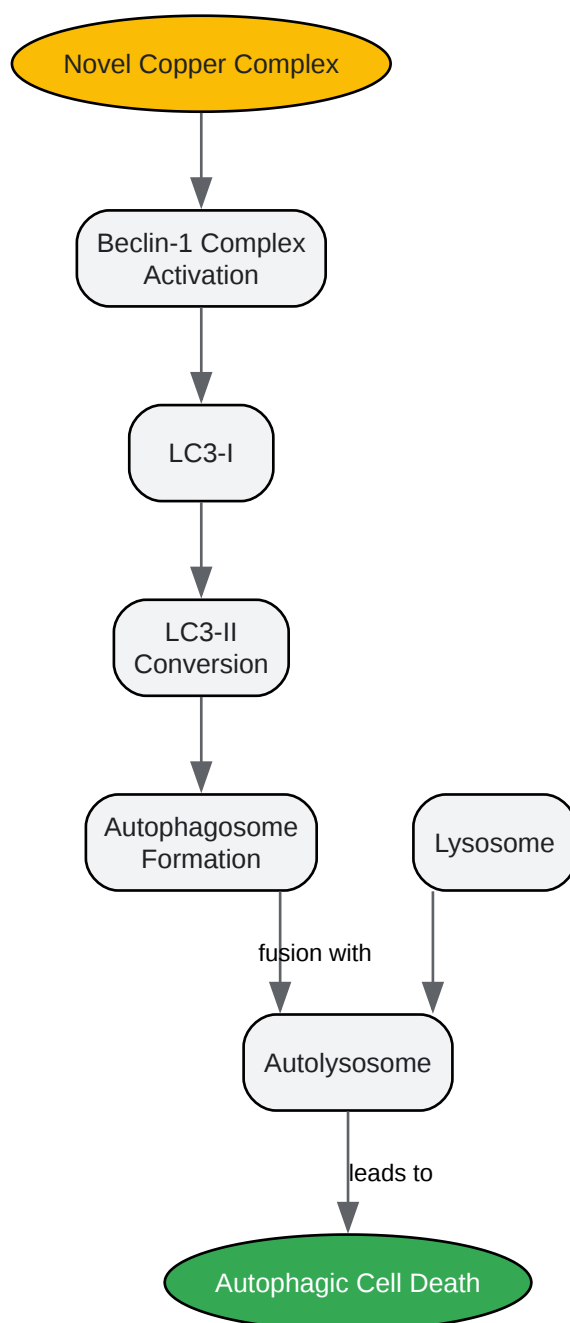 Novel Copper Complex
Beclin-1 Complex
Activation
LC3-I
LC3-II
Conversion
Autophagosome
Formation
Lysosome
fusion with
Autolysosome
leads to
Autophagic Cell Death